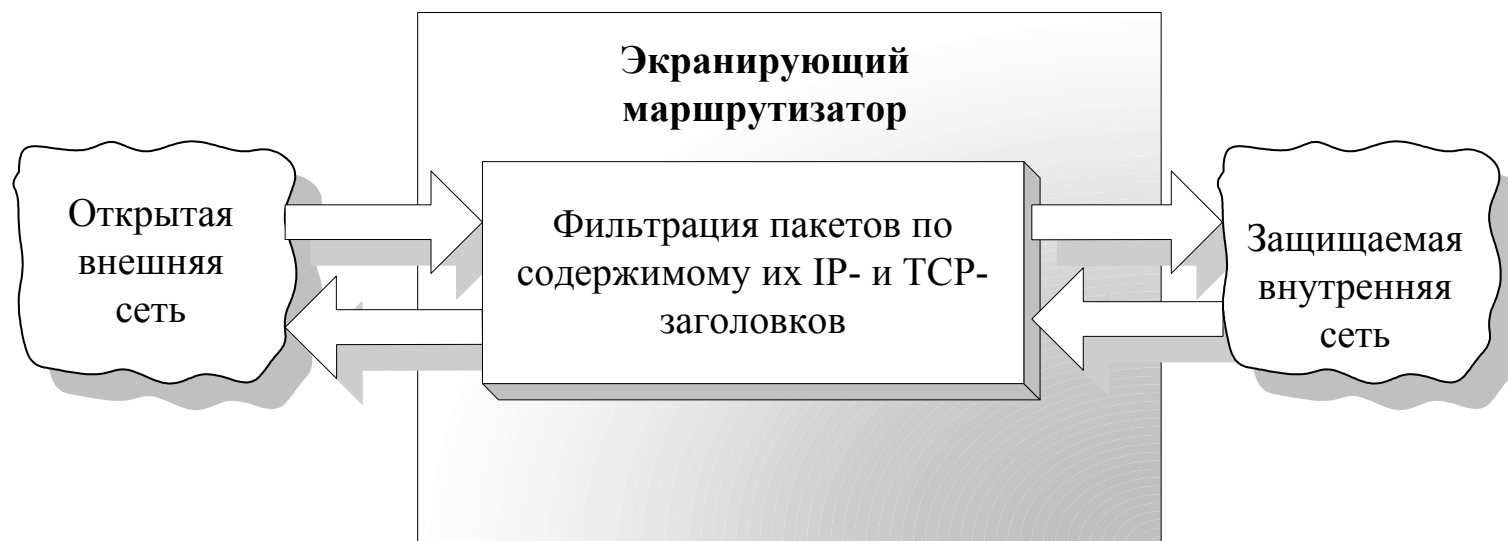 Экранирующий
маршрутизатор
Открытая
внешняя
сеть
Фильтрация пакетов по
содержимому их IP- и TCP-
заголовков
Защищаемая
внутренняя
сеть